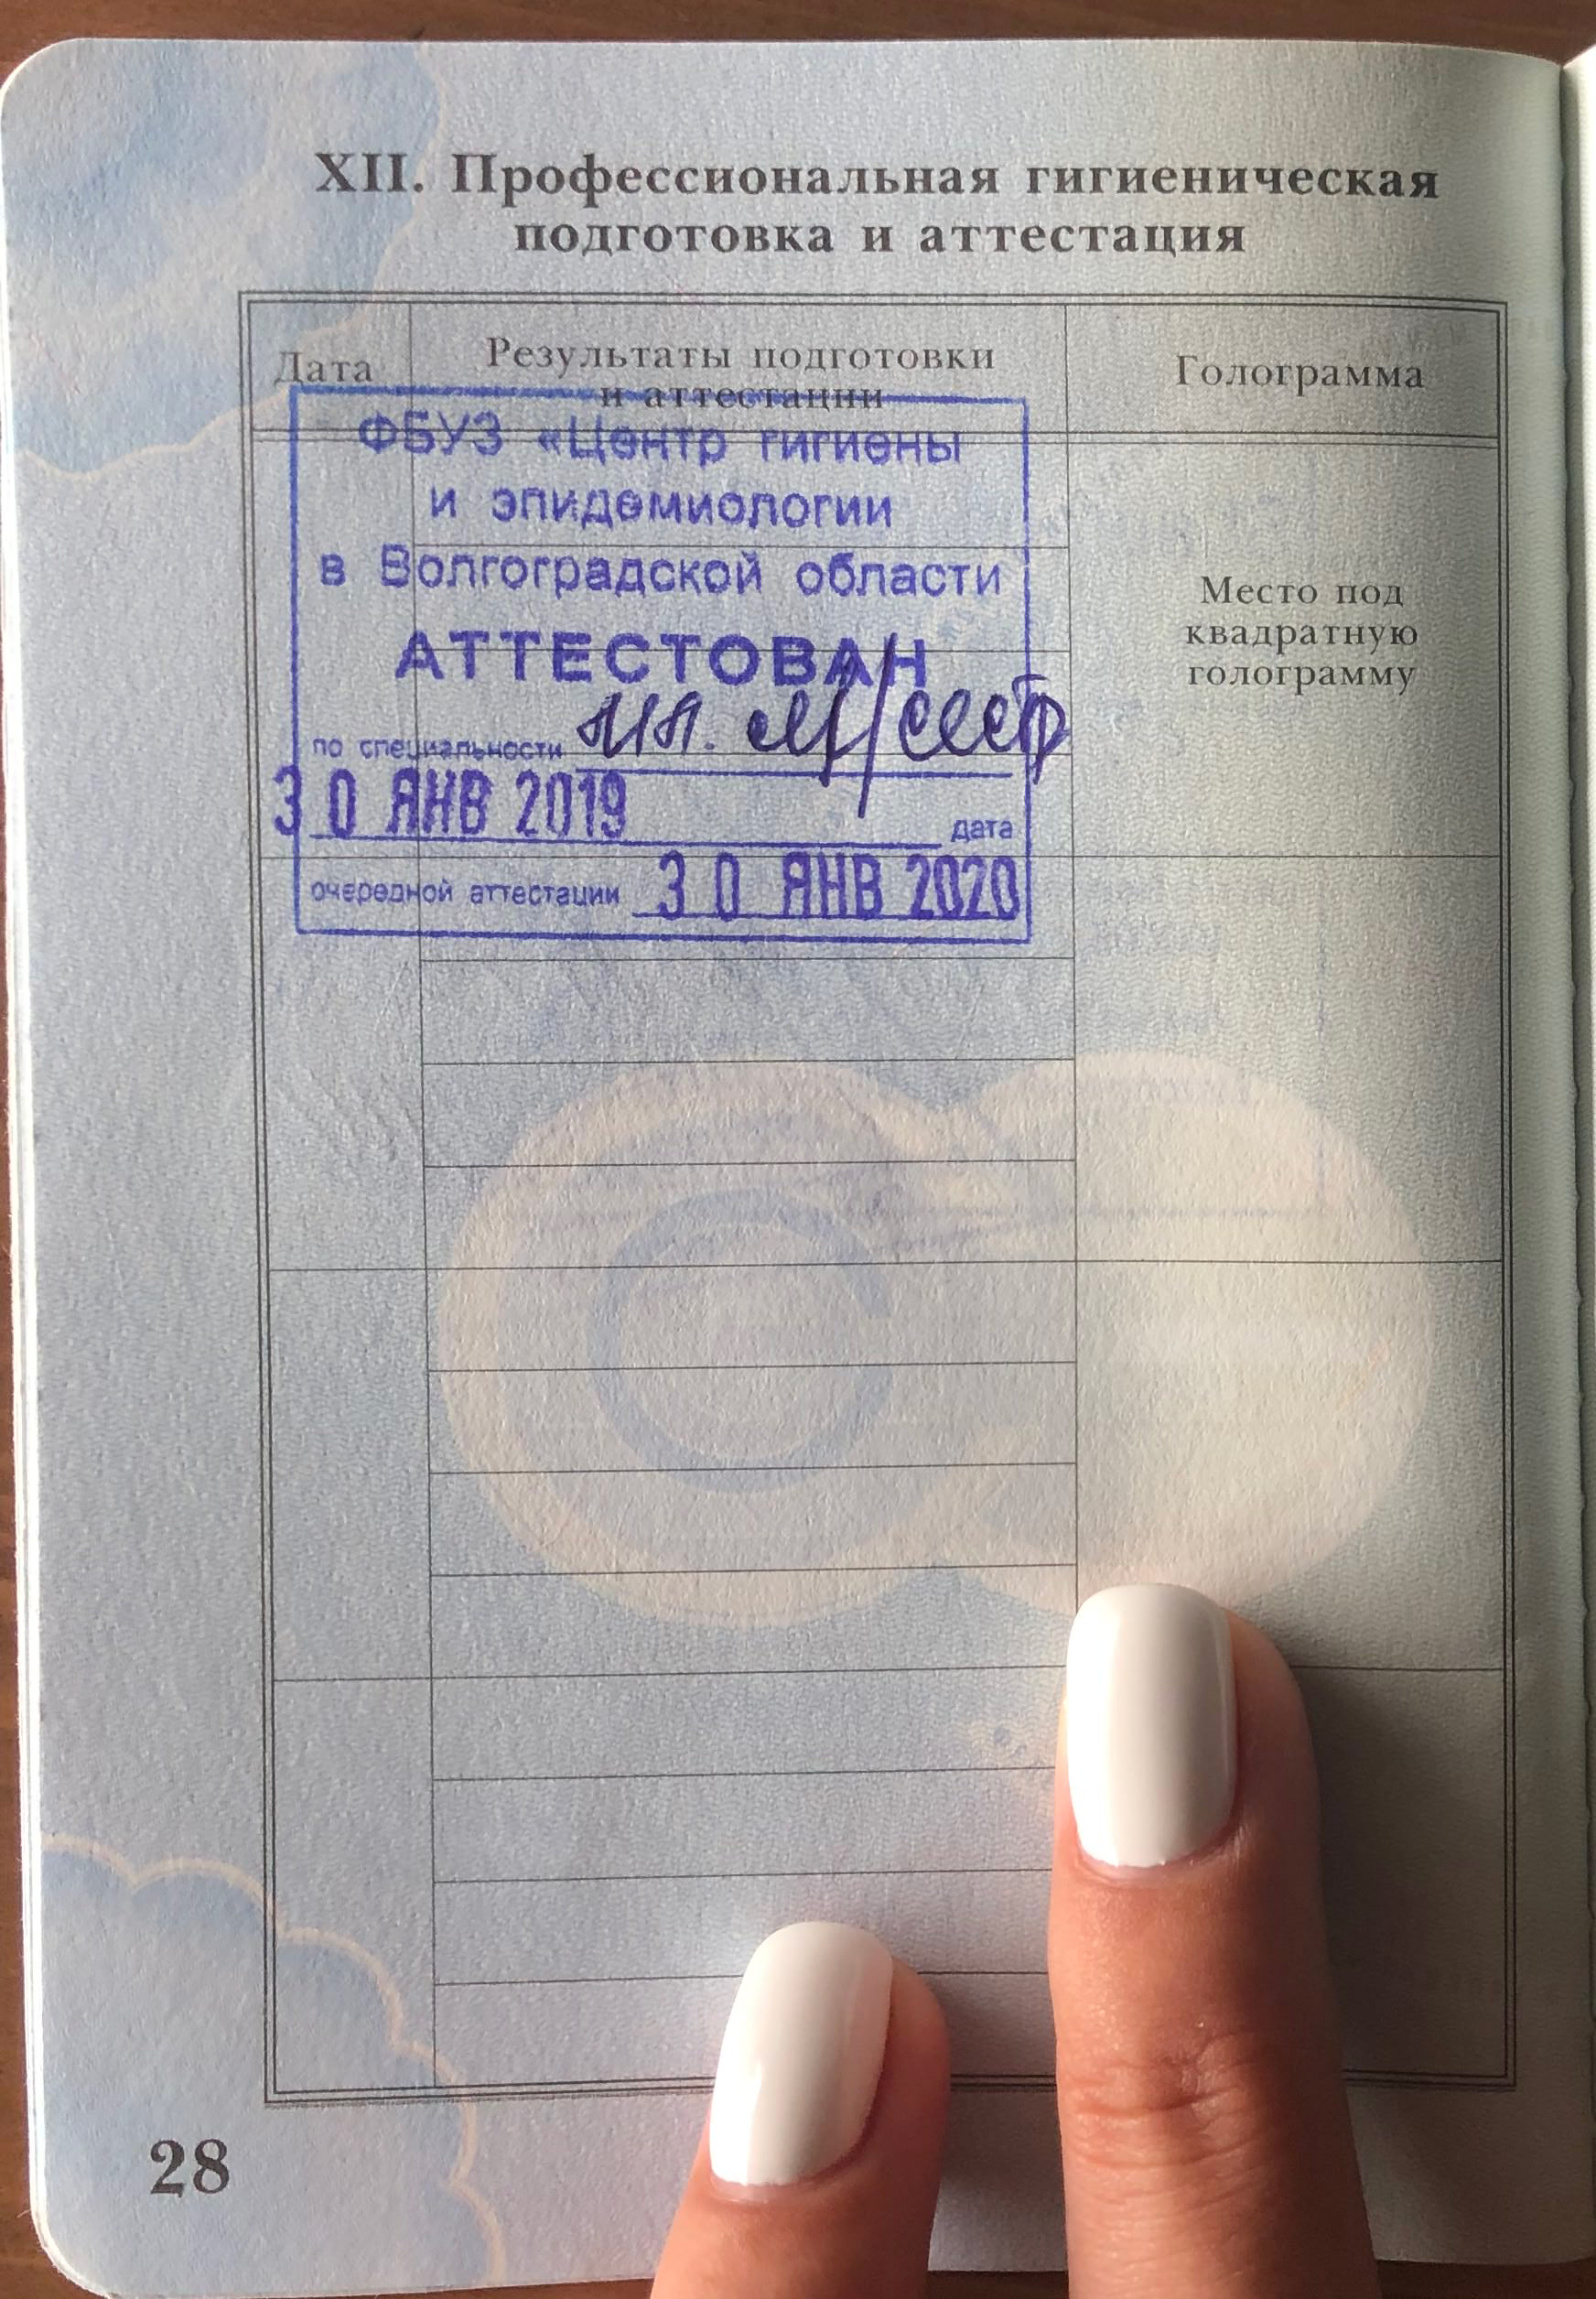 XII. Профессиональная гигиеническая
подготовка и аттестация
Дата
Результаты подготовки
и аттестации
Голограмма
ФБУЗ «Центр гигиены
и эпидемиологии
в Волгоградской области
АТТЕСТОВАН
по специальности
30 ЯНВ 2019 дата
очередной аттестации 30 ЯНВ 2020
Место под
квадратную
голограмму
28